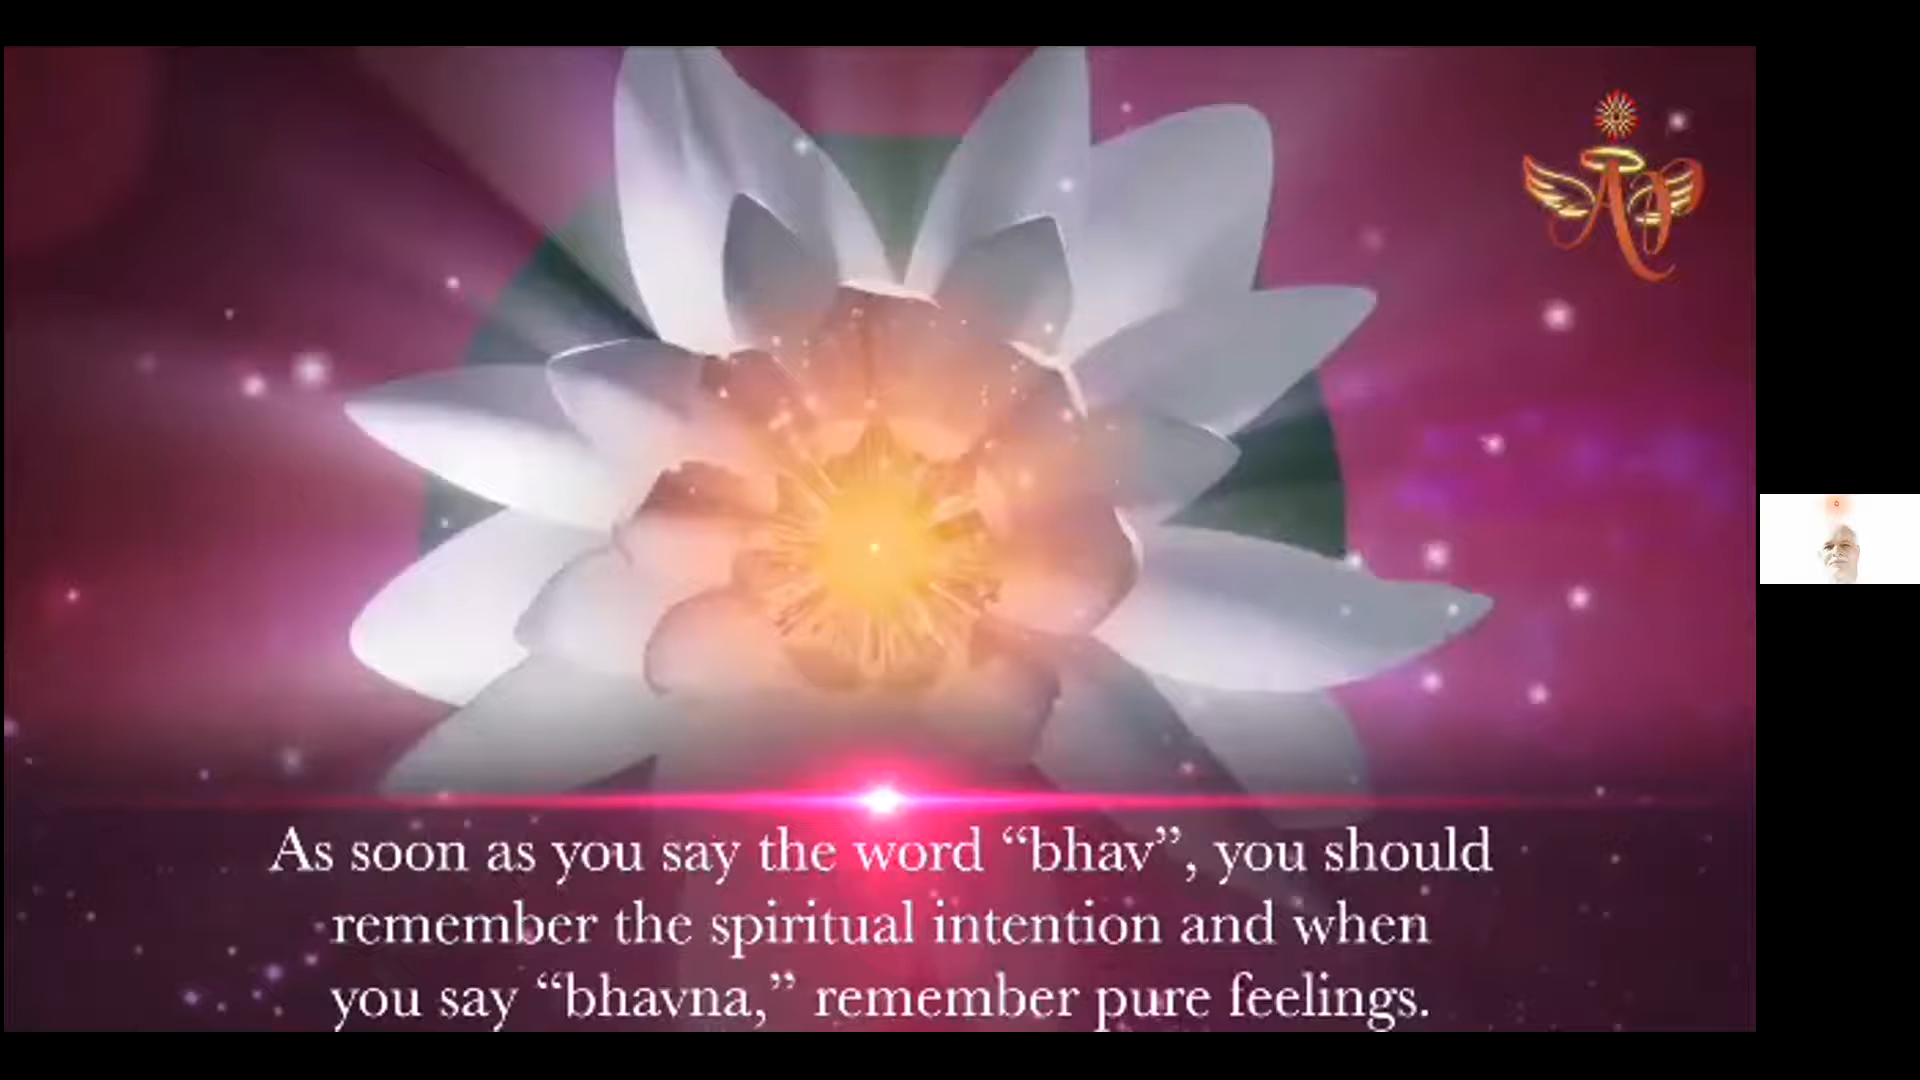 As soon as you say the word “bhav”, you should
remember the spiritual intention and when
you say “bhavna,” remember pure feelings.